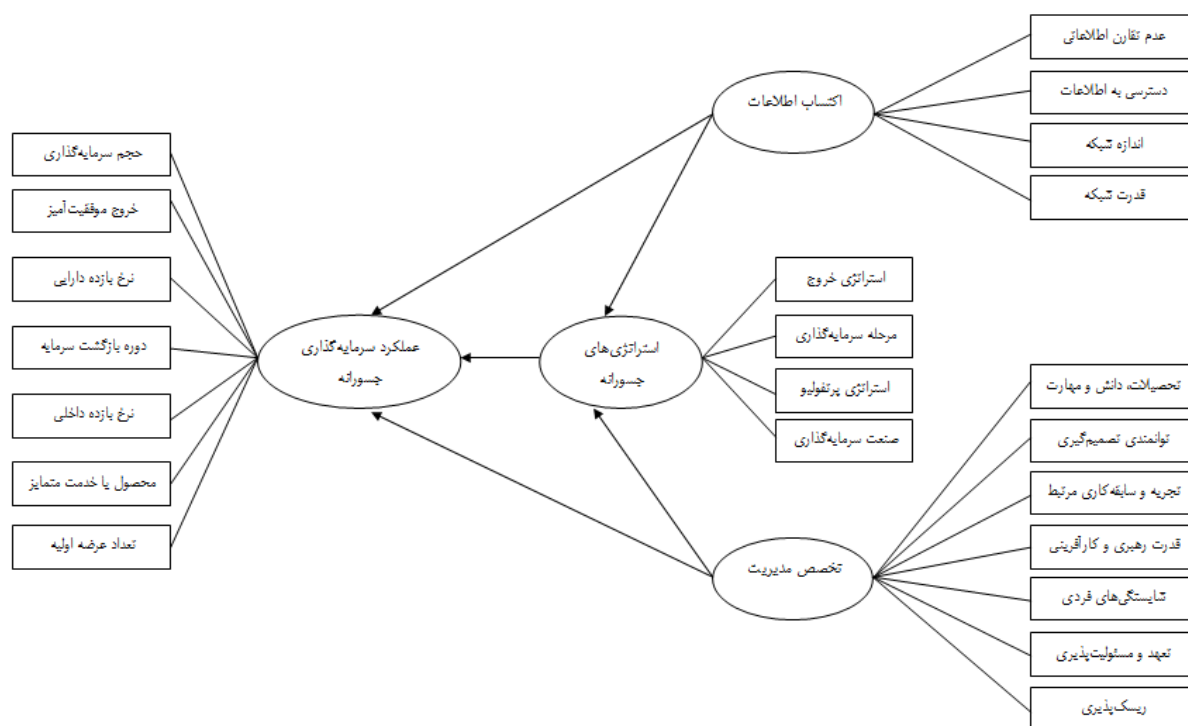 عدم تقارن اطلاعاتی
دسترسی به اطلاعات
اندازه شبکه
قدرت شبکه
اکتساب اطلاعات
استراتژی خروج
مرحله سرمایه‌گذاری
استراتژی پرتفولیو
صنعت سرمایه‌گذاری
استراتژی‌های
جسورانه
تحصیلات، دانش و مهارت
توانمندی تصمیم‌گیری
تجربه و سابقه‌کاری مرتبط
قدرت رهبری و کارآفرینی
شایستگی‌های فردی
تعهد و مسئولیت‌پذیری
ریسک‌پذیری
تخصص مدیریت
عملکرد سرمایه‌گذاری
جسورانه
حجم سرمایه‌گذاری
خروج موفقیت‌آمیز
نرخ بازده دارایی
دوره بازگشت سرمایه
نرخ بازده داخلی
محصول یا خدمت متمایز
تعداد عرضه اولیه